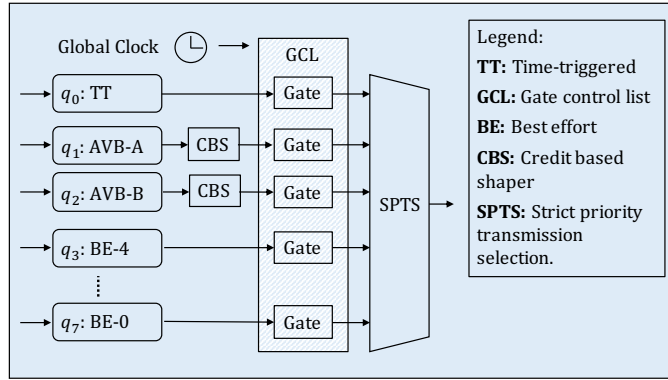 Global Clock
GCL
q₀: TT
Gate
q₁: AVB-A
CBS
Gate
q₂: AVB-B
CBS
Gate
q₃: BE-4
Gate
q₇: BE-0
Gate
SPTS
Legend:
TT: Time-triggered
GCL: Gate control list
BE: Best effort
CBS: Credit based
shaper
SPTS: Strict priority
transmission
selection.